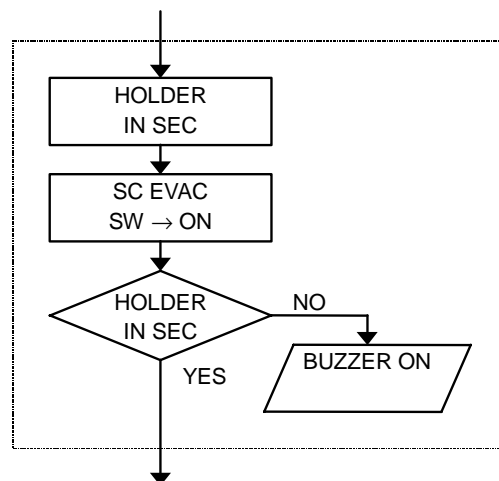 HOLDER
IN SEC
SC EVAC
SW → ON
HOLDER
IN SEC
NO
BUZZER ON
YES